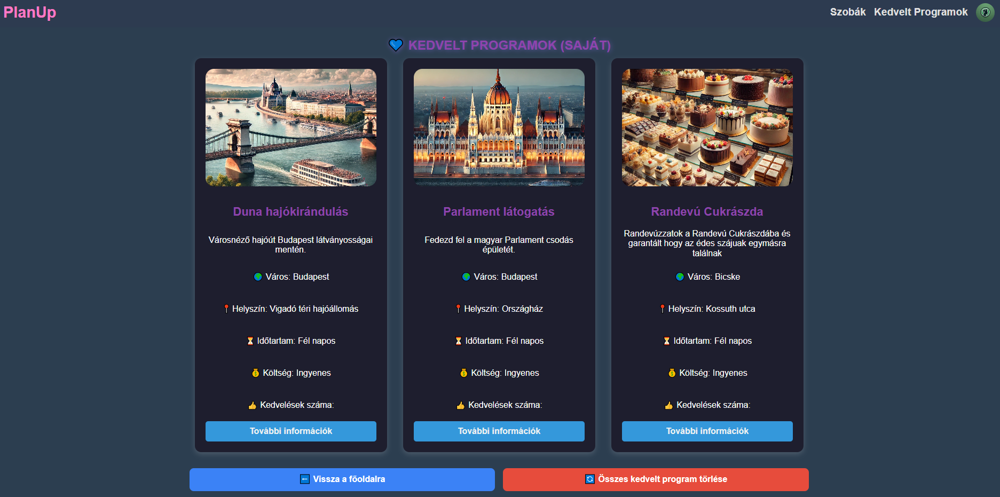 PlanUp
Szobák Kedvelt Programok
💙 KEDVELT PROGRAMOK (SAJÁT)
Duna hajókirándulás
Városnéző hajóút Budapest látványosságai
mentén.
🌍 Város: Budapest
📍 Helyszín: Vigadó téri hajóállomás
⏳ Időtartam: Fél napos
💰 Költség: Ingyenes
👍 Kedvelések száma:
További információk
Parlament látogatás
Fedezd fel a magyar Parlament csodás
épületét.
🌍 Város: Budapest
📍 Helyszín: Országház
⏳ Időtartam: Fél napos
💰 Költség: Ingyenes
👍 Kedvelések száma:
További információk
Randevú Cukrászda
Randevúzzatok a Randevú Cukrászdába és
garantált hogy az édes szájuak egymásra
találnak
🌍 Város: Bicske
📍 Helyszín: Kossuth utca
⏳ Időtartam: Fél napos
💰 Költség: Ingyenes
👍 Kedvelések száma:
További információk
⬅ Vissza a főoldalra
🔄 Összes kedvelt program törlése